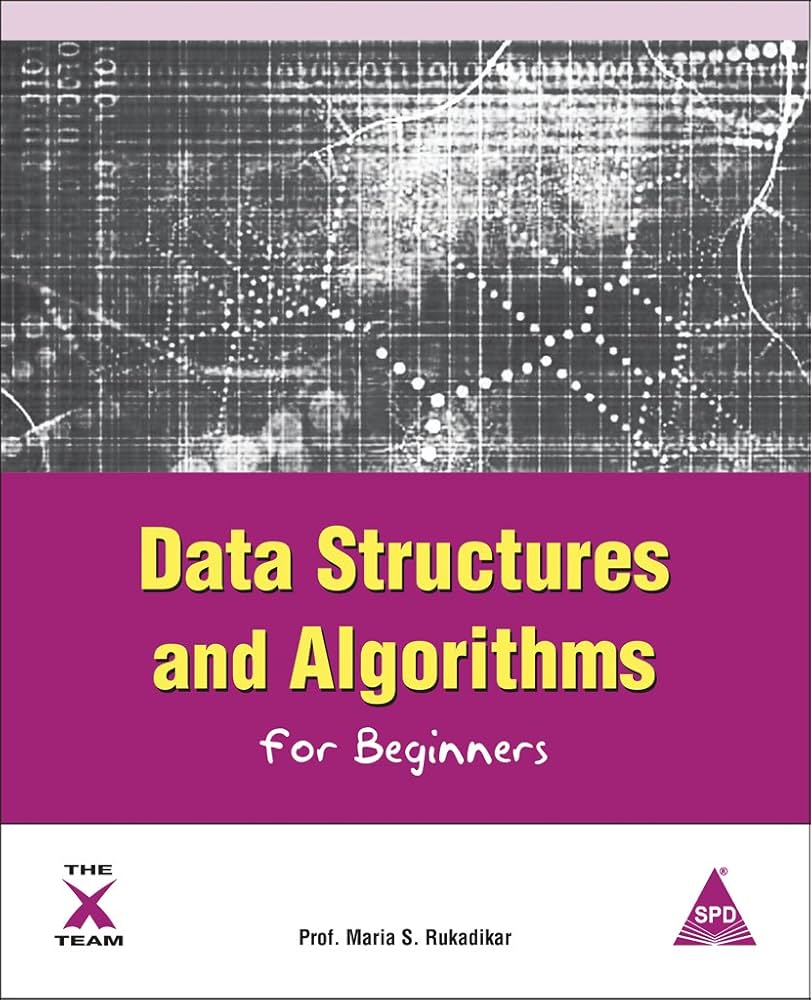 Data Structures
and Algorithms
for Beginners
THE
X
TEAM
Prof. Maria S. Rukadikar
SPD
®